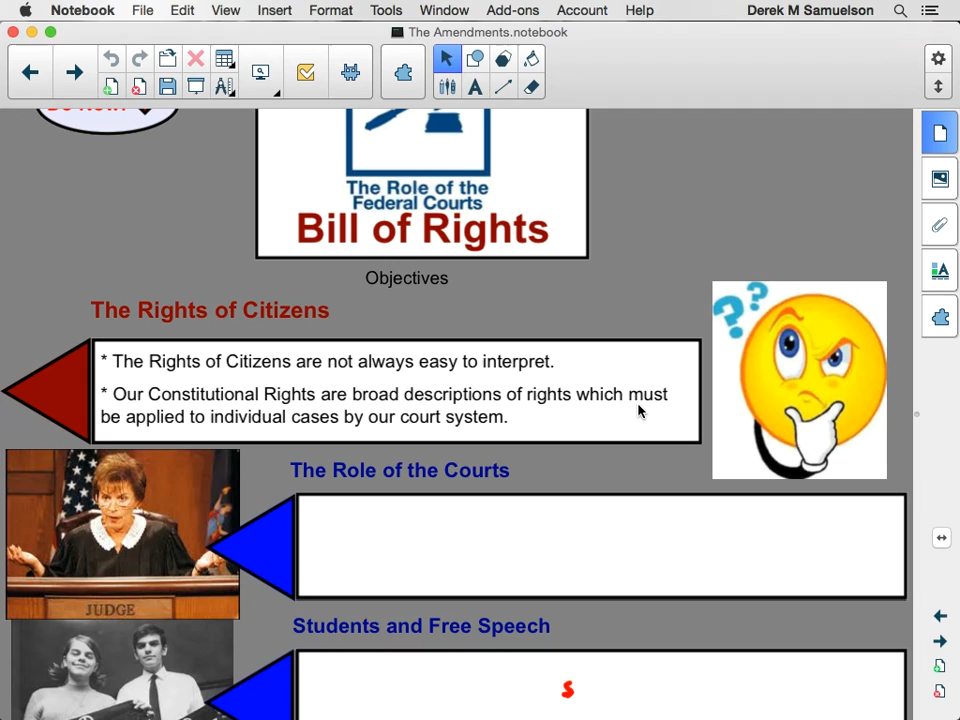 Notebook File Edit View Insert Format Tools Window Add-ons Account Help Derek M Samuelson
The Amendments.notebook
The Role of the
Federal Courts
Bill of Rights
Objectives
The Rights of Citizens
??
* The Rights of Citizens are not always easy to interpret.
* Our Constitutional Rights are broad descriptions of rights which must
be applied to individual cases by our court system.
The Role of the Courts
JUDGE
Students and Free Speech
s